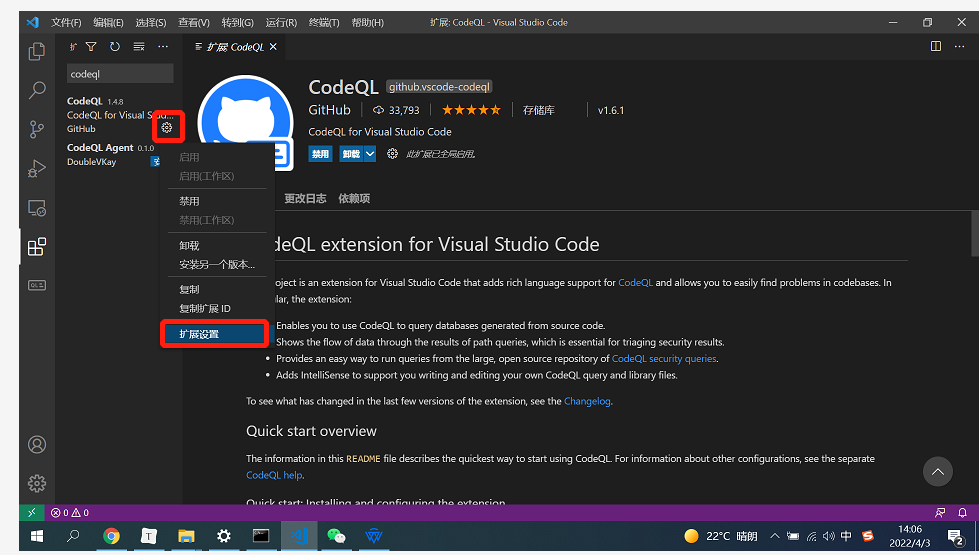 文件(F) 编辑(E) 选择(S) 查看(V) 转到(G) 运行(R) 终端(T) 帮助(H) 扩展: CodeQL - Visual Studio Code
扩展: CodeQL
codeql
CodeQL 1.4.8
CodeQL for Visual Stud...
GitHub
CodeQL Agent 0.1.0
DoubleVKay
启用
启用(工作区)
禁用
禁用(工作区)
卸载
安装另一个版本...
复制
复制扩展 ID
扩展设置
CodeQL github.vscode-codeql
GitHub 33,793 存储库 v1.6.1
CodeQL for Visual Studio Code
禁用 卸载 此扩展已全局启用。
更改日志 依赖项
deQL extension for Visual Studio Code
oject is an extension for Visual Studio Code that adds rich language support for CodeQL and allows you to easily find problems in codebases. In
ular, the extension:
Enables you to use CodeQL to query databases generated from source code.
Shows the flow of data through the results of path queries, which is essential for triaging security results.
• Provides an easy way to run queries from the large, open source repository of CodeQL security queries.
• Adds IntelliSense to support you writing and editing your own CodeQL query and library files.
To see what has changed in the last few versions of the extension, see the Changelog.
Quick start overview
The information in this README file describes the quickest way to start using CodeQL. For information about other configurations, see the separate
CodeQL help.
Quick start: Installing and configuring the extension
0 0
22°C 晴朗 中 14:06
2022/4/3 2